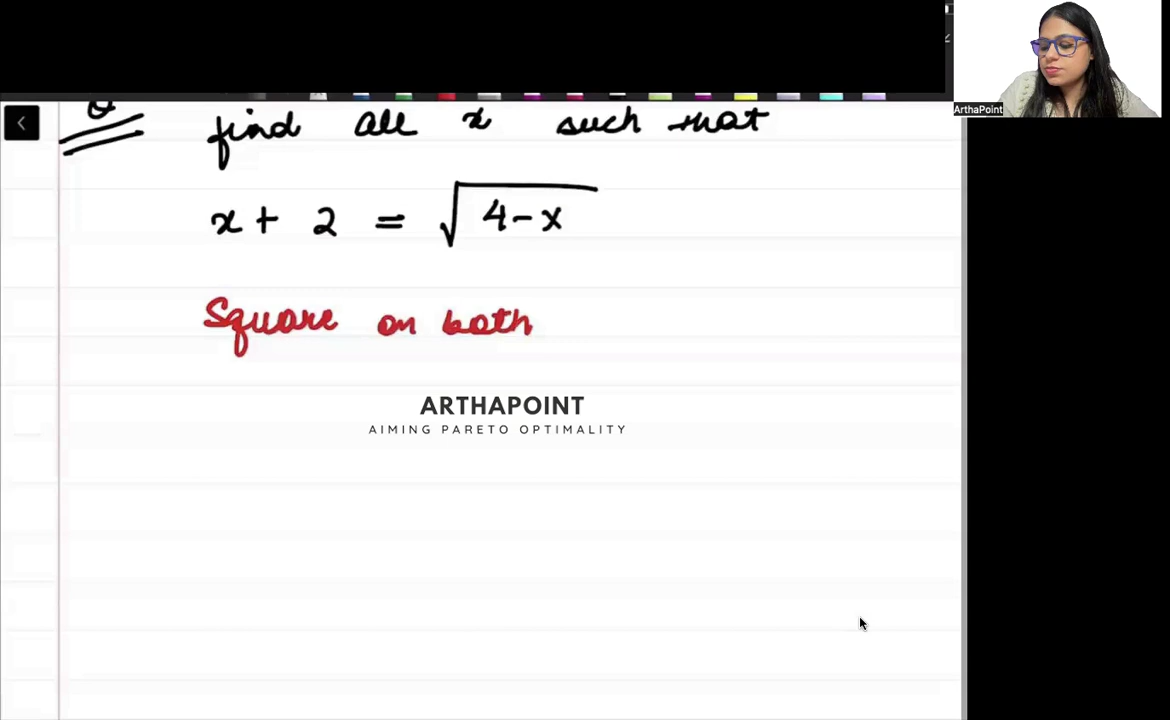 ArthaPoint
Q find all x such that
x + 2 = √4-x
Square on both
ARTHAPOINT
AIMING PARETO OPTIMALITY